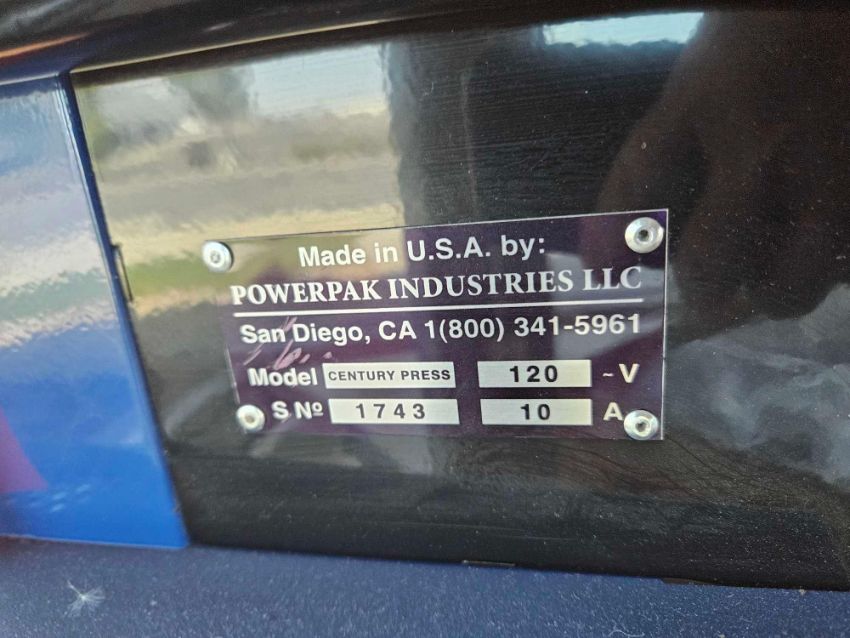 Made in U.S.A. by:
POWERPAK INDUSTRIES LLC
San Diego, CA 1(800) 341-5961
Model CENTURY PRESS 120 ~V
S Nº 1743 10 A